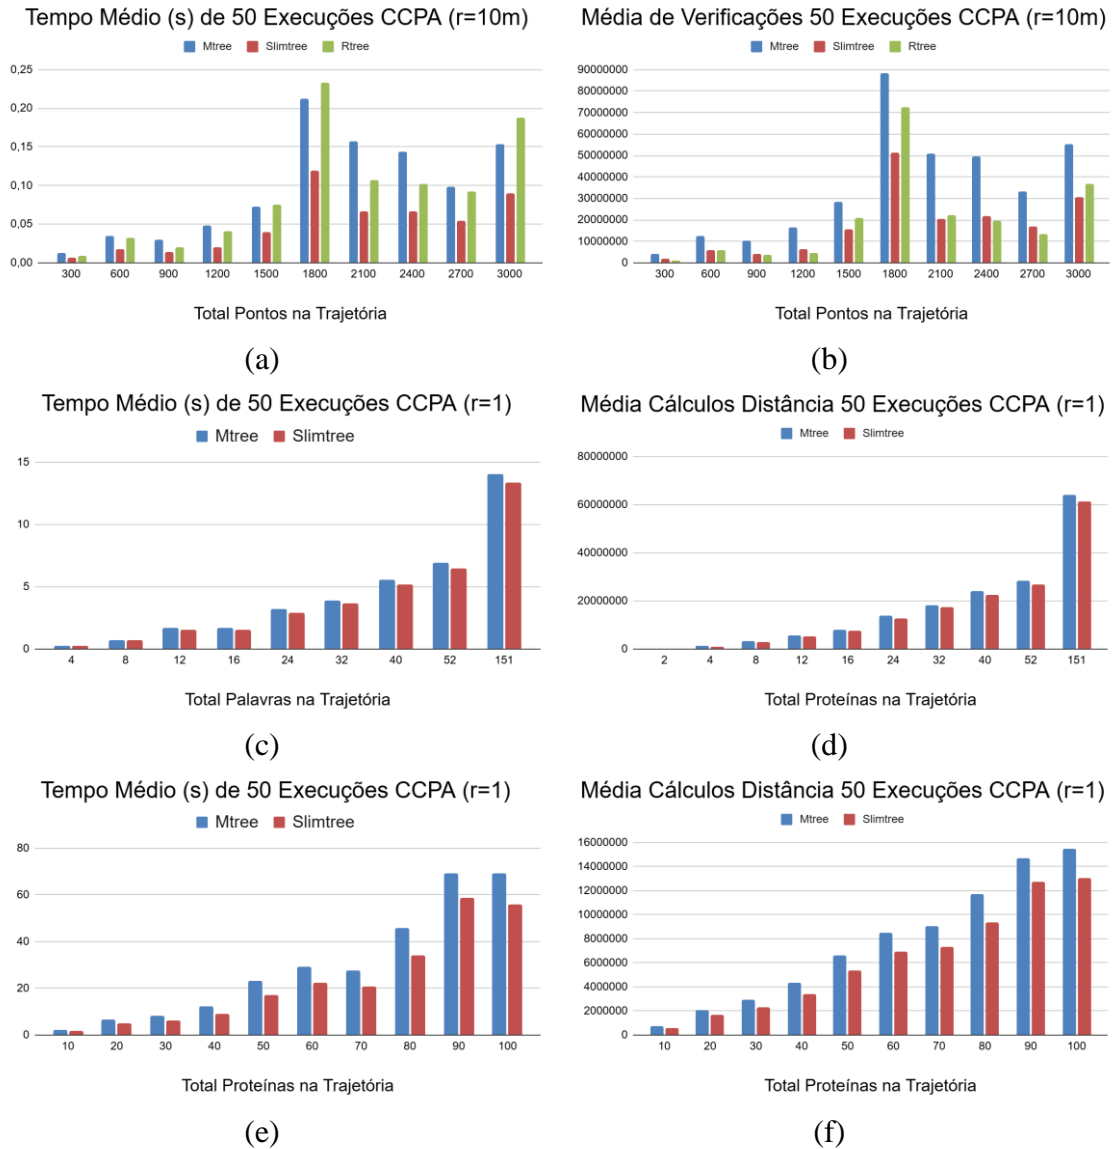 Tempo Médio (s) de 50 Execuções CCPA (r=10m)
Mtree Slimtree Rtree
0,25
0,20
0,15
0,10
0,05
0,00
300 600 900 1200 1500 1800 2100 2400 2700 3000
Total Pontos na Trajetória
(a)
Média de Verificações 50 Execuções CCPA (r=10m)
Mtree Slimtree Rtree
90000000
80000000
70000000
60000000
50000000
40000000
30000000
20000000
10000000
0
300 600 900 1200 1500 1800 2100 2400 2700 3000
Total Pontos na Trajetória
(b)
Tempo Médio (s) de 50 Execuções CCPA (r=1)
Mtree Slimtree
15
10
5
0
4 8 12 16 24 32 40 52 151
Total Palavras na Trajetória
(c)
Média Cálculos Distância 50 Execuções CCPA (r=1)
Mtree Slimtree
80000000
60000000
40000000
20000000
0
2 4 8 12 16 24 32 40 52 151
Total Proteínas na Trajetória
(d)
Tempo Médio (s) de 50 Execuções CCPA (r=1)
Mtree Slimtree
80
60
40
20
0
10 20 30 40 50 60 70 80 90 100
Total Proteínas na Trajetória
(e)
Média Cálculos Distância 50 Execuções CCPA (r=1)
Mtree Slimtree
16000000
14000000
12000000
10000000
8000000
6000000
4000000
2000000
0
10 20 30 40 50 60 70 80 90 100
Total Proteínas na Trajetória
(f)